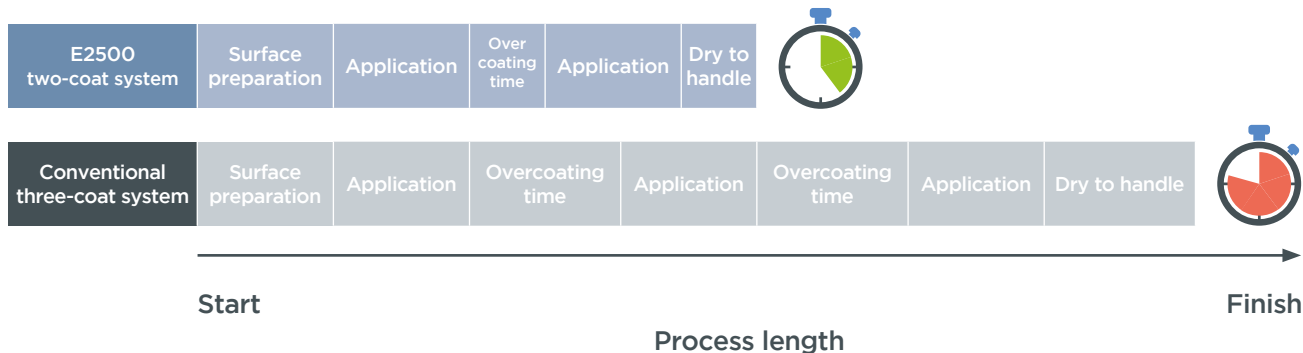 E2500
two-coat system
Surface
preparation
Application
Over
coating
time
Application
Dry to
handle
Conventional
three-coat system
Surface
preparation
Application
Overcoating
time
Application
Overcoating
time
Application
Dry to handle
Start
Finish
Process length